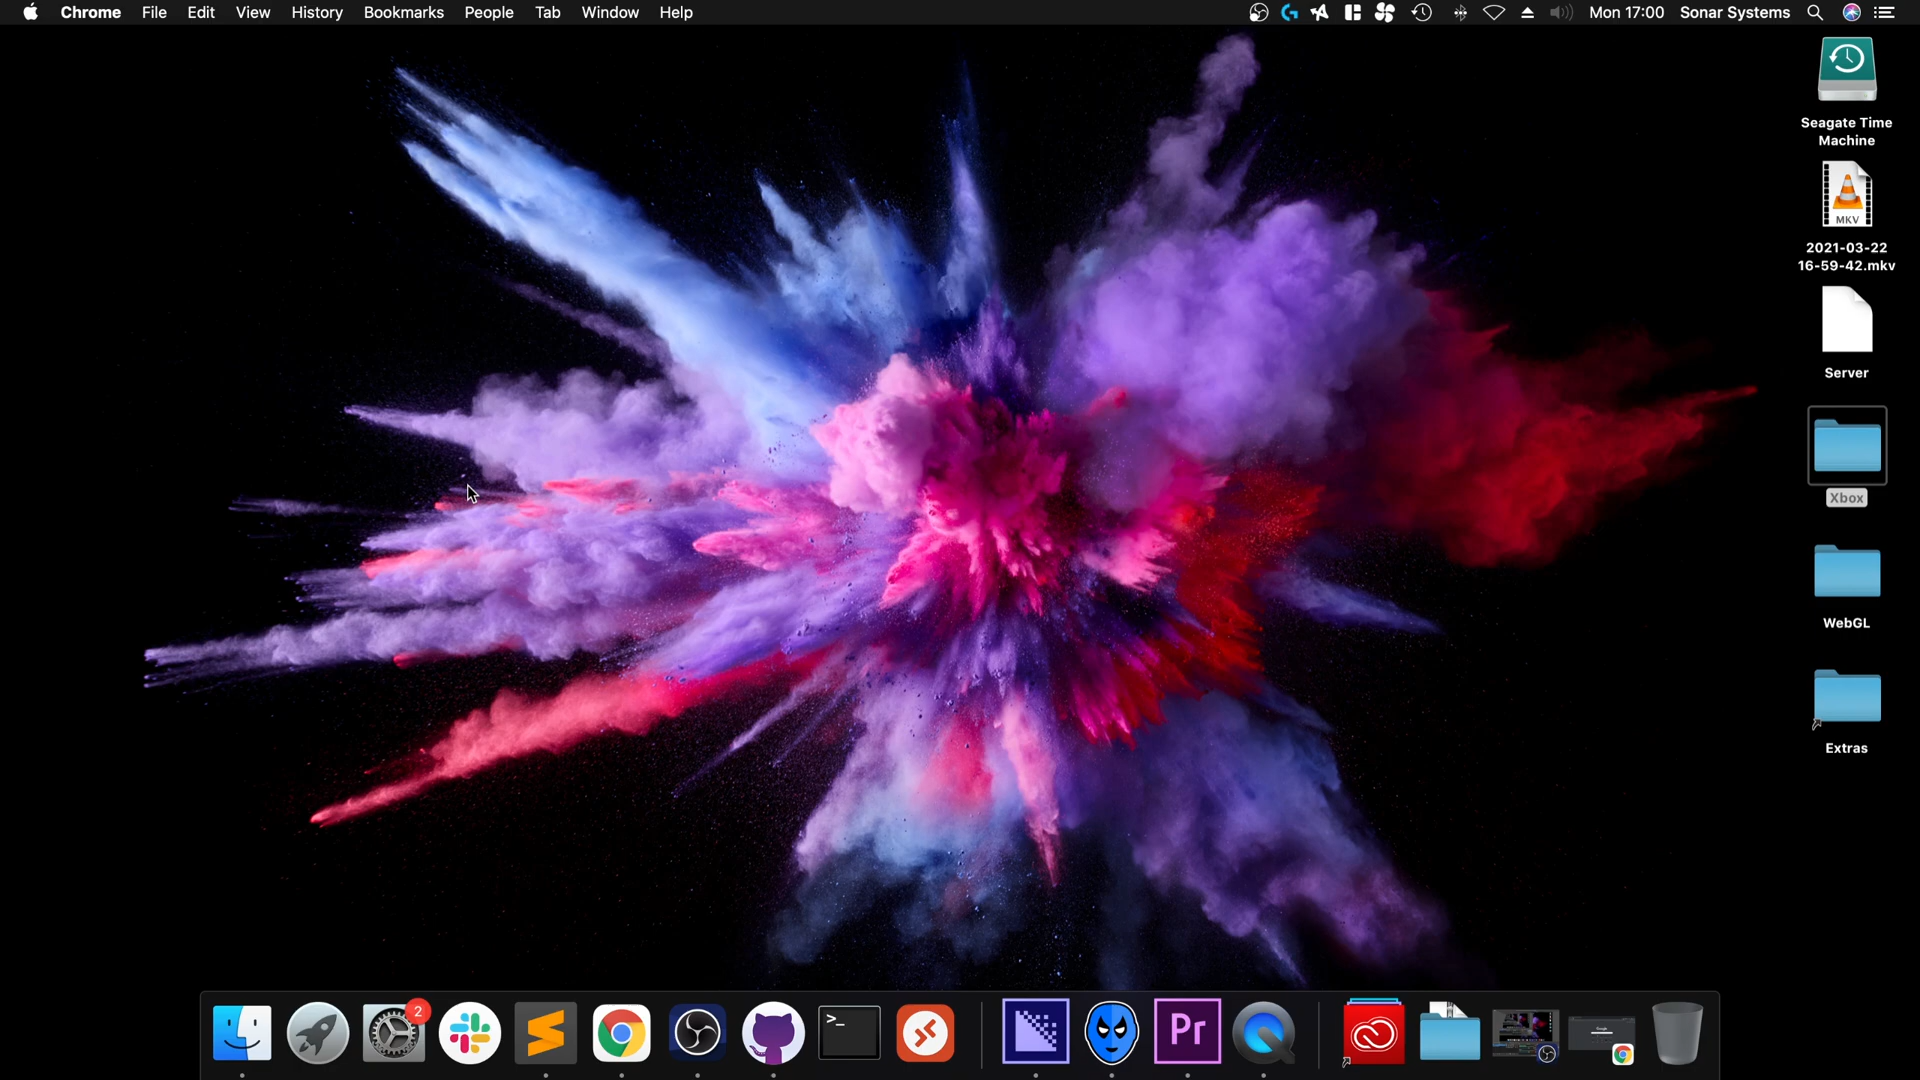 Chrome File Edit View History Bookmarks People Tab Window Help
Mon 17:00 Sonar Systems
Seagate Time
Machine
MKV
2021-03-22
16-59-42.mkv
Server
Xbox
WebGL
Extras
2
>_
Pr